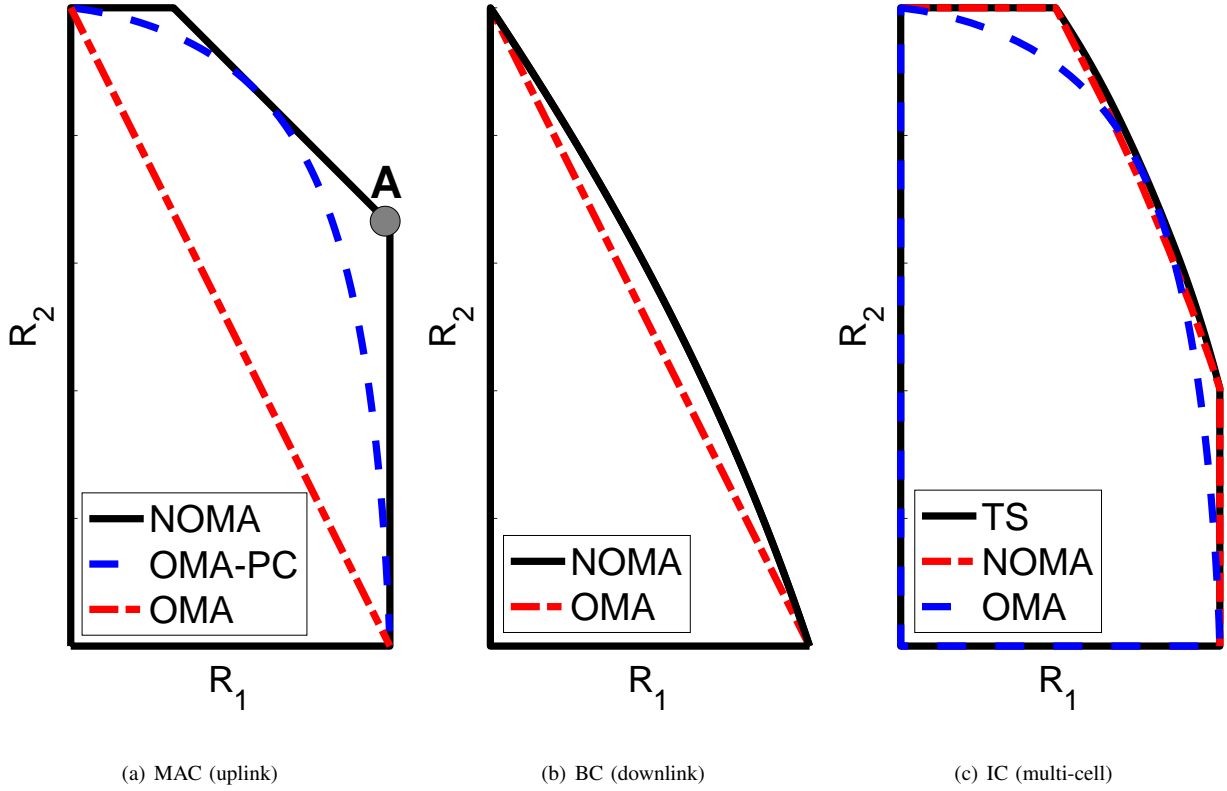 A
R2
NOMA
OMA-PC
OMA
R1
(a) MAC (uplink)
R2
NOMA
OMA
(b) BC (downlink)
R2
TS
NOMA
OMA
R1
(c) IC (multi-cell)